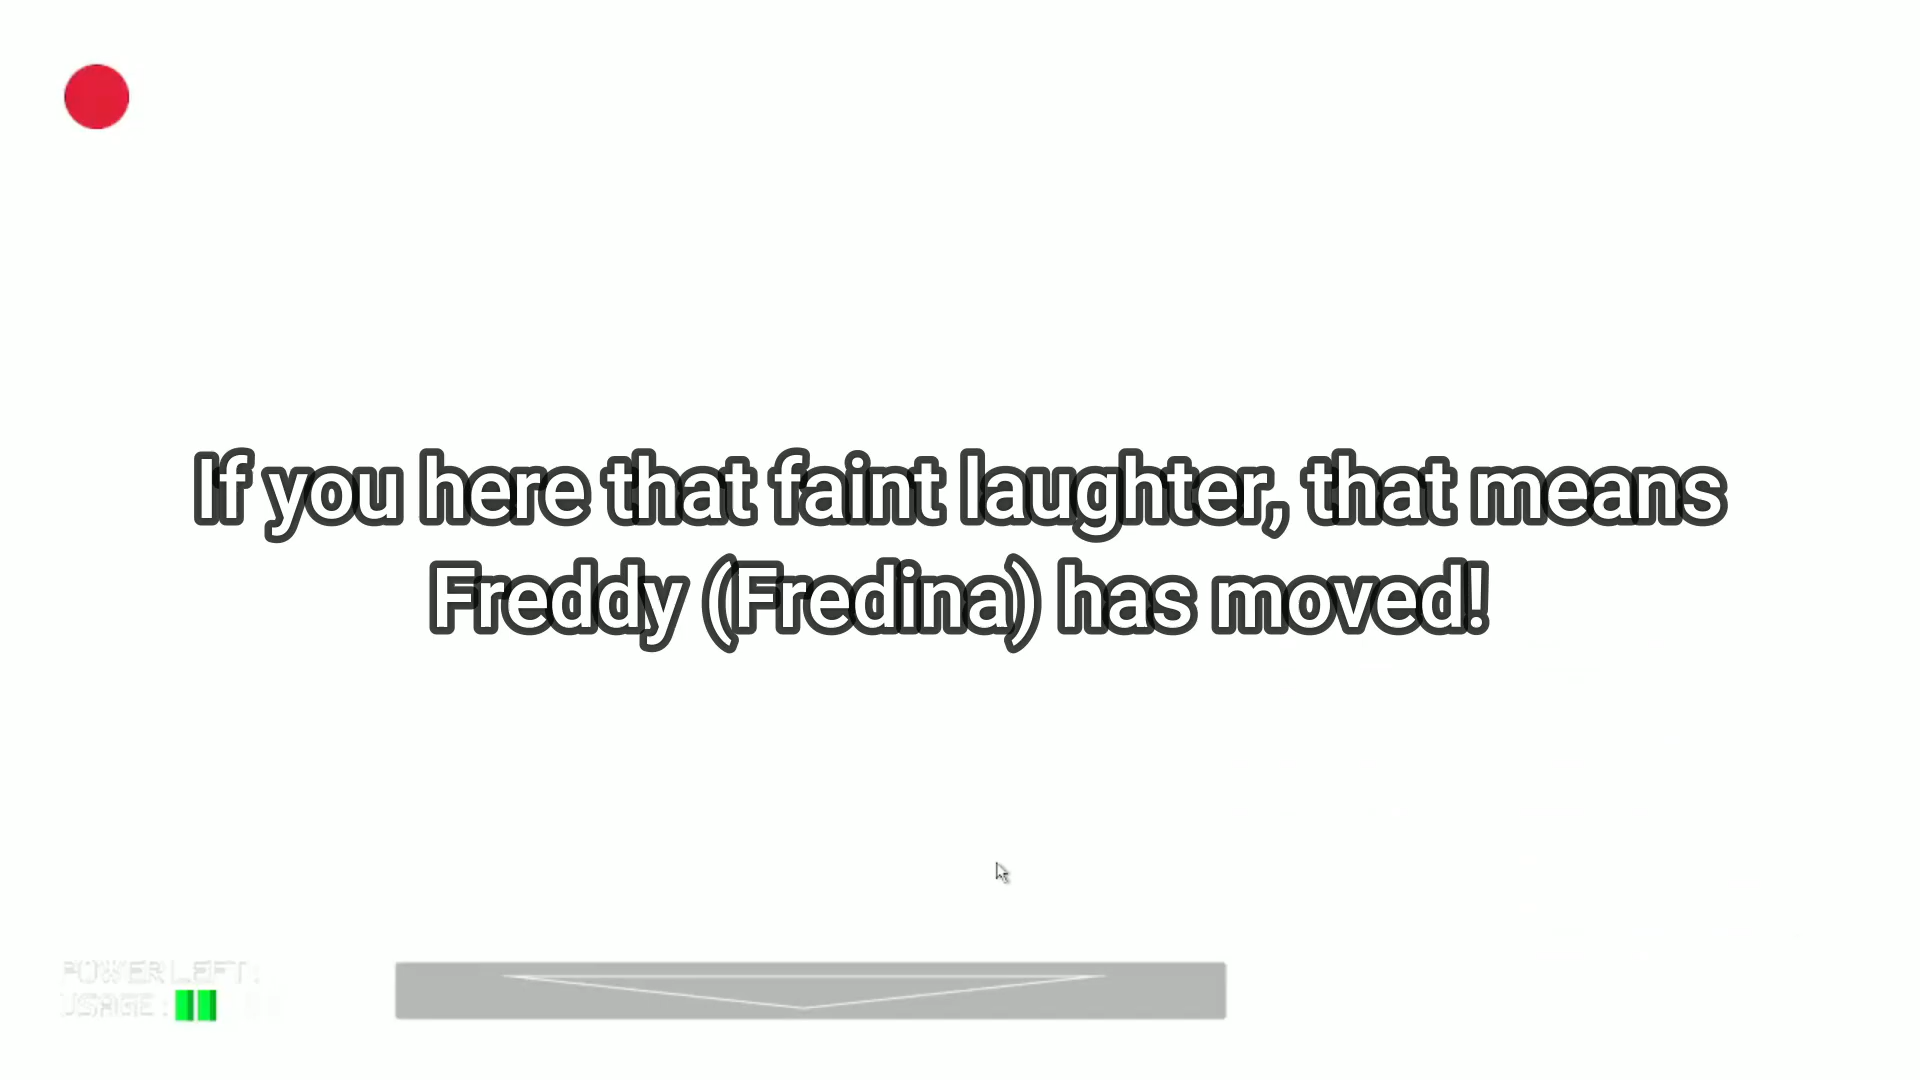 If you here that faint laughter, that means
Freddy (Fredina) has moved!
POWER LEFT :
USAGE :